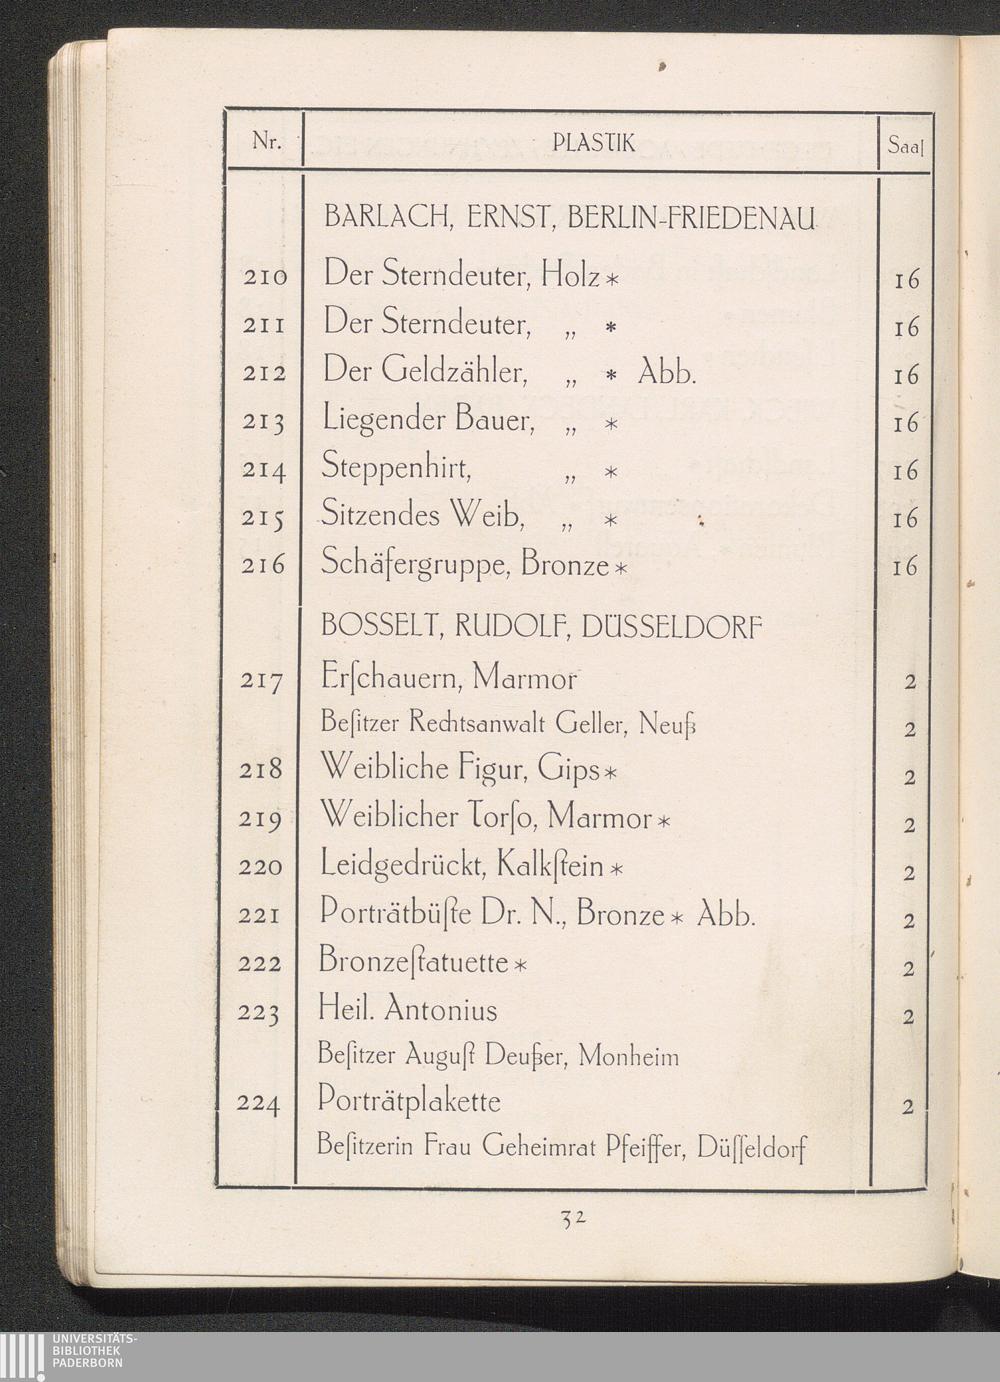 Nr. PLASTIK Saal
BARLACH, ERNST, BERLIN-FRIEDENAU
210 Der Sterndeuter, Holz * 16
211 Der Sterndeuter, „ * 16
212 Der Geldzähler, „ * Abb. 16
213 Liegender Bauer, „ * 16
214 Steppenhirt, „ * 16
215 Sitzendes Weib, „ * 16
216 Schäfergruppe, Bronze * 16
BOSSELT, RUDOLF, DÜSSELDORF
217 Erſchauern, Marmor 2
Beſitzer Rechtsanwalt Geller, Neuß 2
218 Weibliche Figur, Gips * 2
219 Weiblicher Torſo, Marmor * 2
220 Leidgedrückt, Kalkſtein * 2
221 Porträtbüſte Dr. N., Bronze * Abb. 2
222 Bronzeſtatuette * 2
223 Heil. Antonius 2
Beſitzer Auguſt Deußer, Monheim
224 Porträtplakette 2
Beſitzerin Frau Geheimrat Pfeiffer, Düſſeldorf
32
UNIVERSITÄTS-
BIBLIOTHEK
PADERBORN